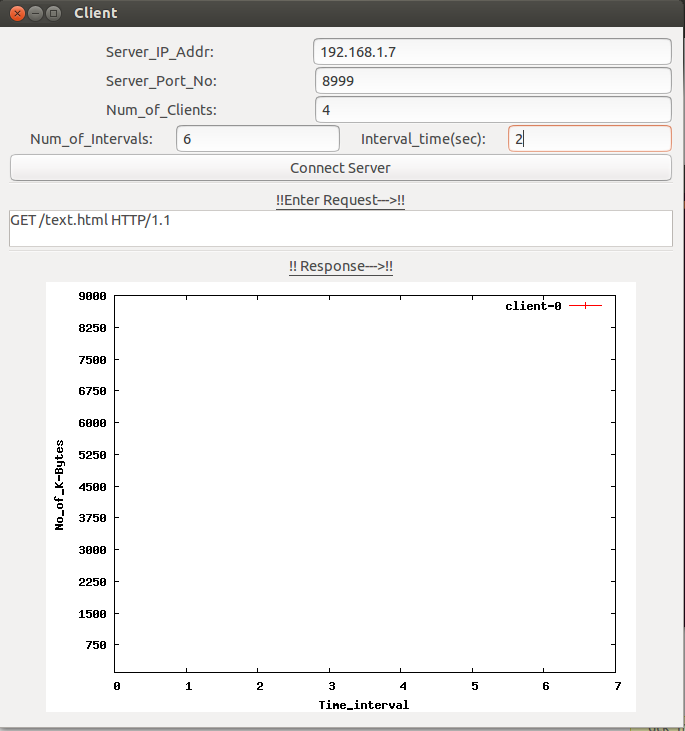 Client
Server_IP_Addr: 192.168.1.7
Server_Port_No: 8999
Num_of_Clients: 4
Num_of_Intervals: 6 Interval_time(sec): 2
Connect Server
!!Enter Request--->!!
GET /text.html HTTP/1.1
!! Response--->!!
client-0
9000
8250
7500
6750
6000
5250
4500
3750
3000
2250
1500
750
No_of_K-Bytes
0 1 2 3 4 5 6 7
Time_interval